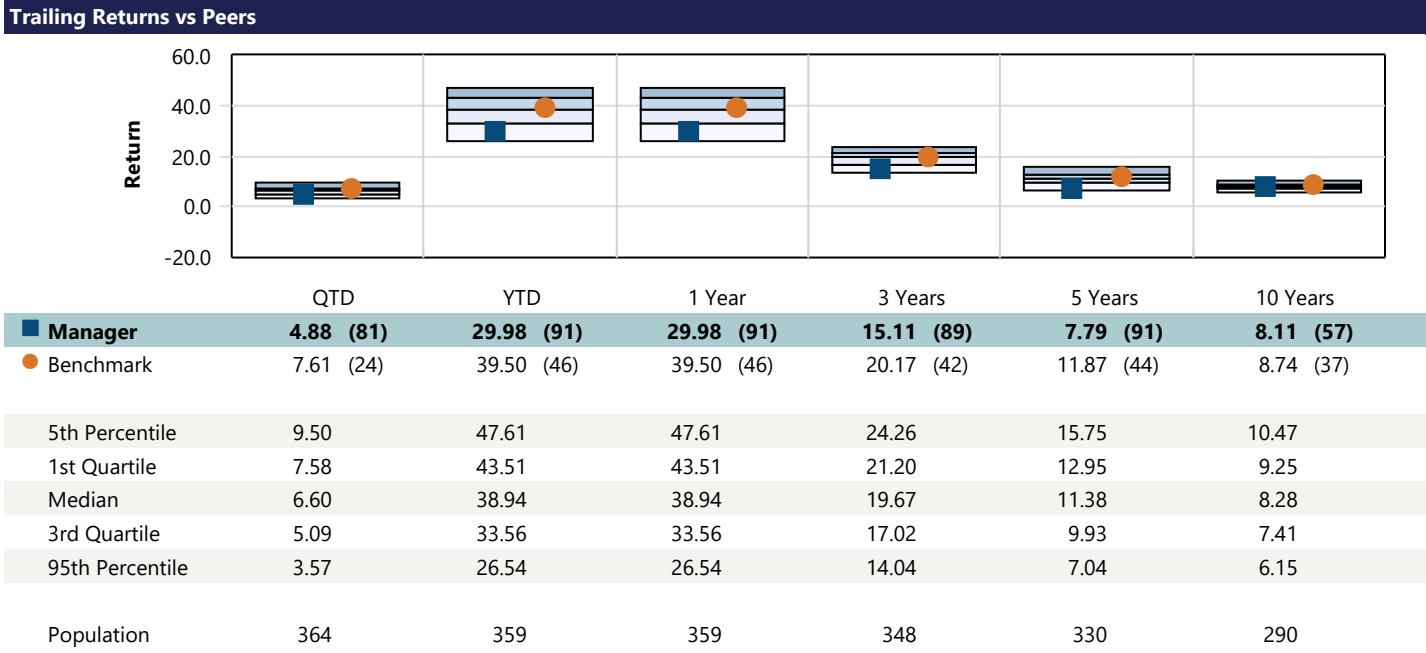 Trailing Returns vs Peers
60.0
40.0
20.0
0.0
-20.0
Return
QTD YTD 1 Year 3 Years 5 Years 10 Years
Manager 4.88 (81) 29.98 (91) 29.98 (91) 15.11 (89) 7.79 (91) 8.11 (57)
Benchmark 7.61 (24) 39.50 (46) 39.50 (46) 20.17 (42) 11.87 (44) 8.74 (37)
5th Percentile 9.50 47.61 47.61 24.26 15.75 10.47
1st Quartile 7.58 43.51 43.51 21.20 12.95 9.25
Median 6.60 38.94 38.94 19.67 11.38 8.28
3rd Quartile 5.09 33.56 33.56 17.02 9.93 7.41
95th Percentile 3.57 26.54 26.54 14.04 7.04 6.15
Population 364 359 359 348 330 290